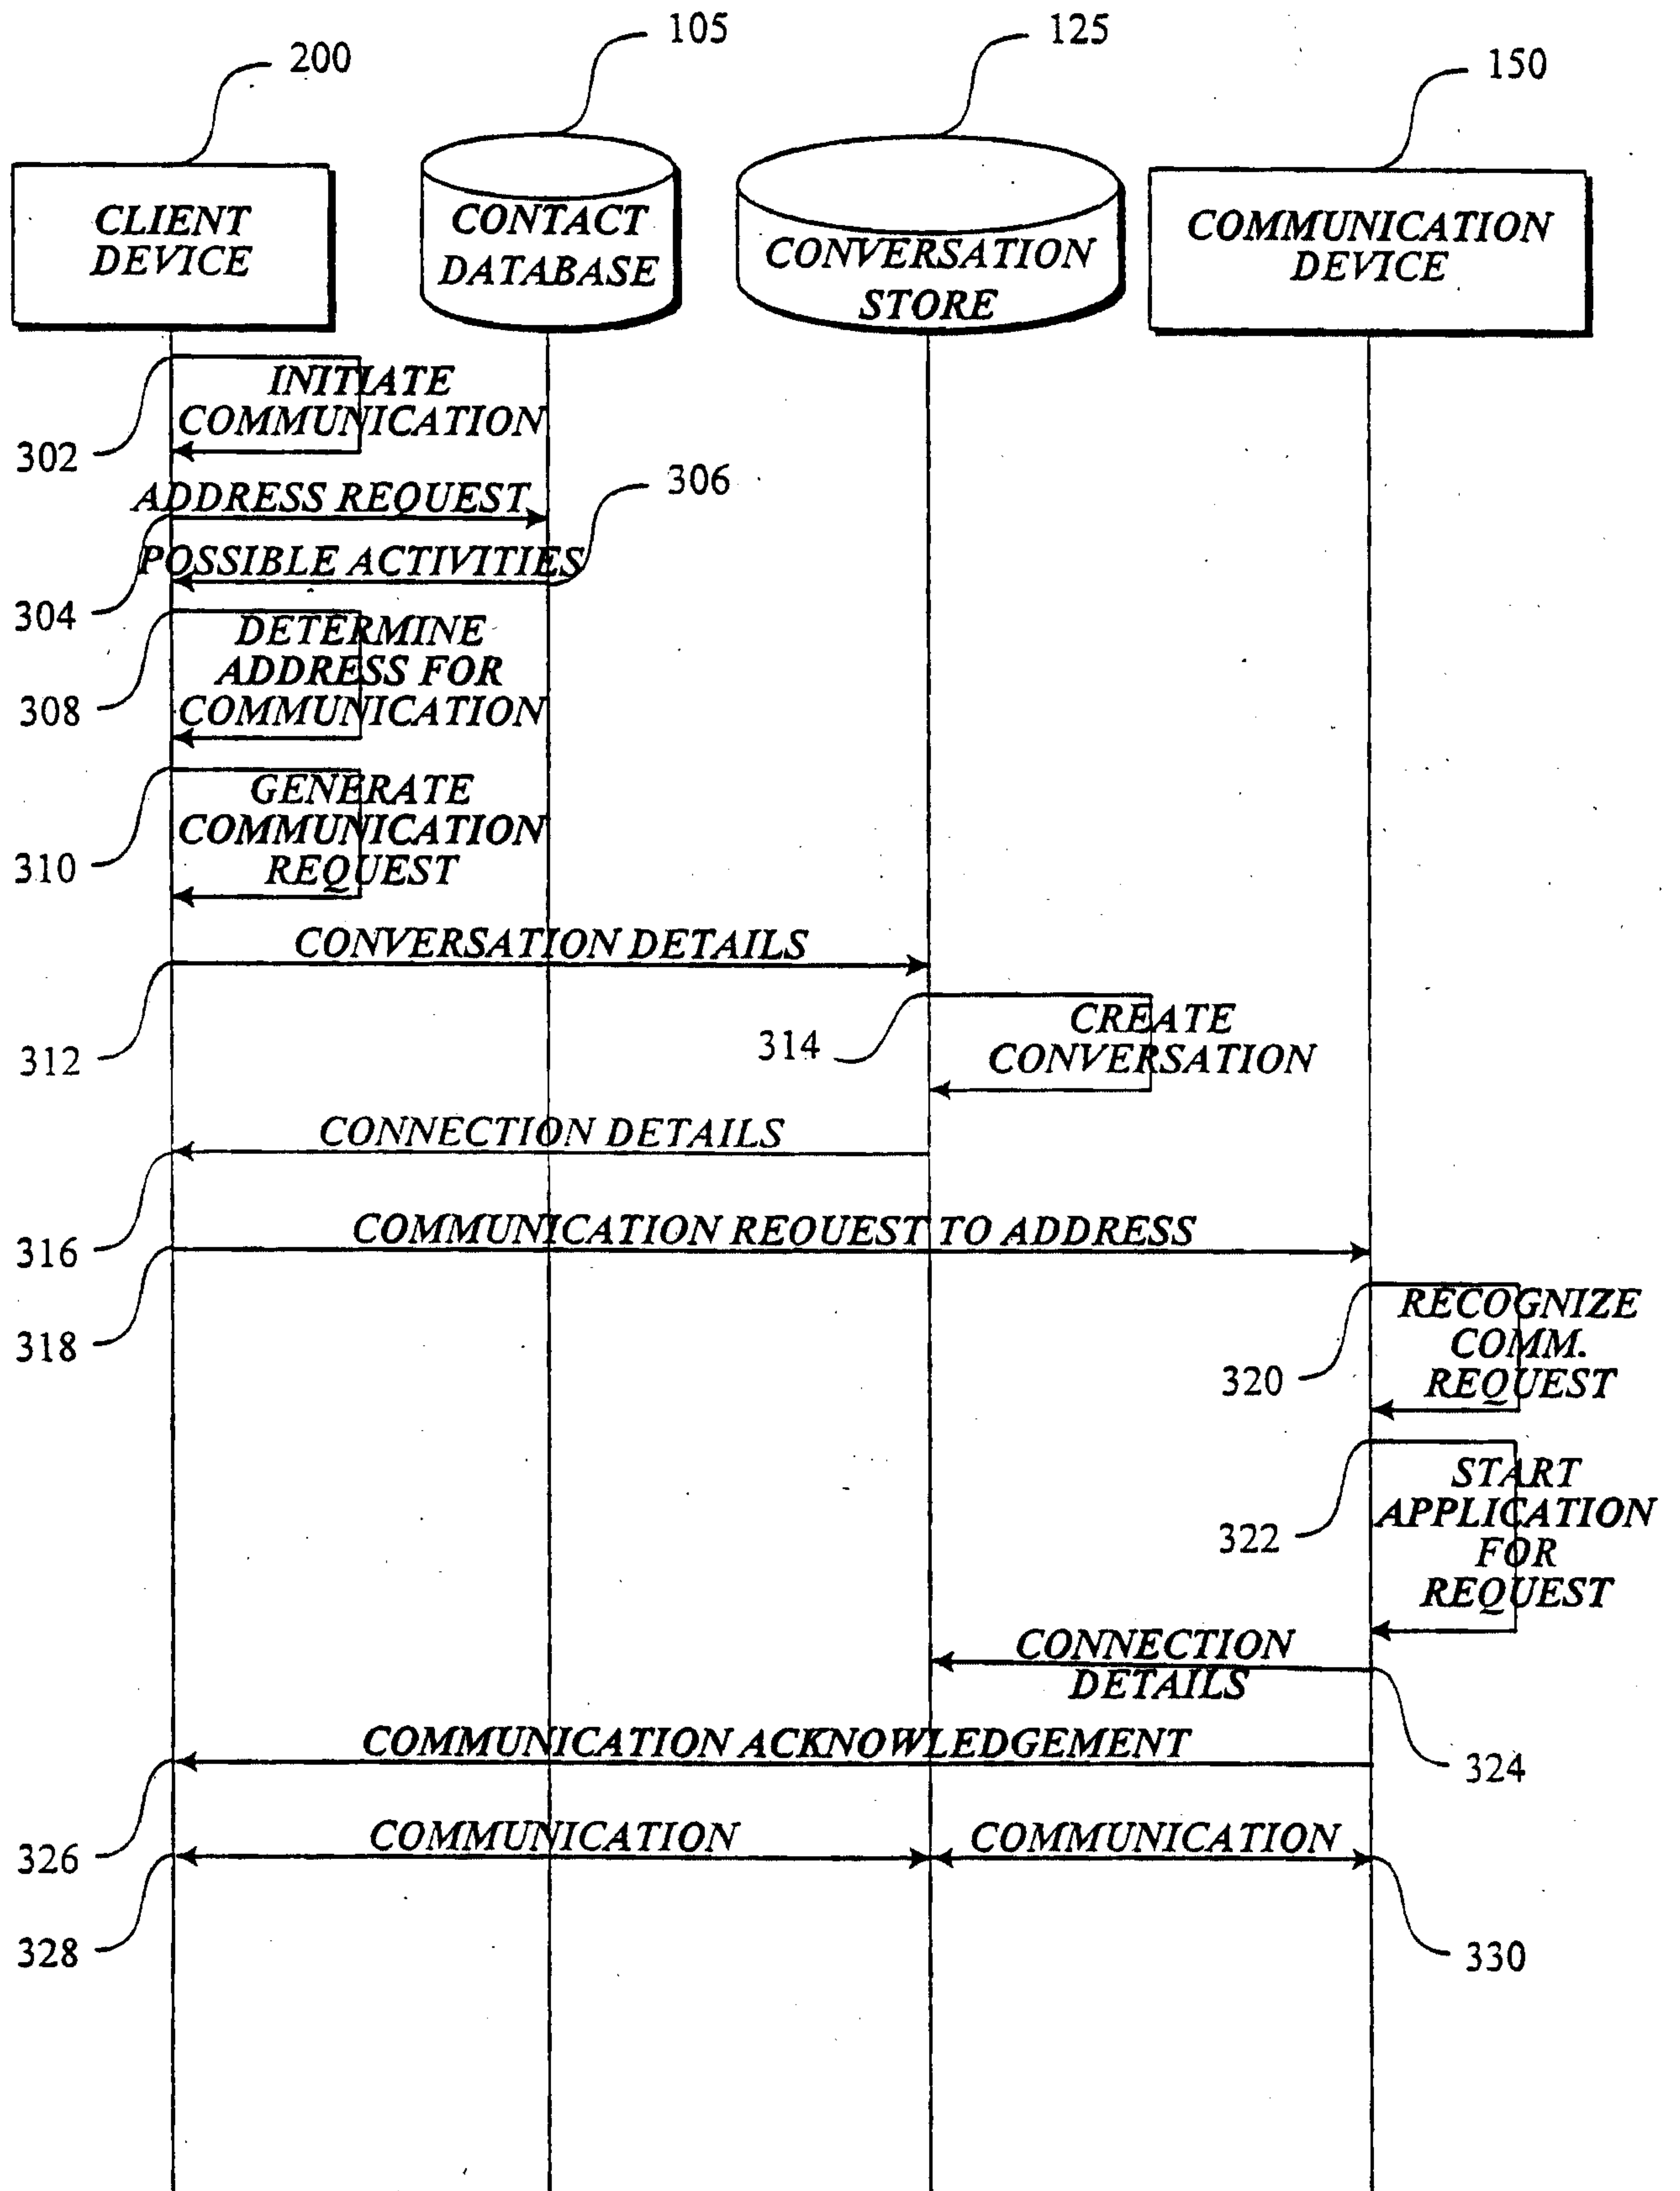 200
105
125
150
CLIENT
DEVICE
CONTACT
DATABASE
CONVERSATION
STORE
COMMUNICATION
DEVICE
INITIATE
COMMUNICATION
302
ADDRESS REQUEST
306
POSSIBLE ACTIVITIES
304
DETERMINE
ADDRESS FOR
COMMUNICATION
308
GENERATE
COMMUNICATION
REQUEST
310
CONVERSATION DETAILS
312
314
CREATE
CONVERSATION
CONNECTION DETAILS
316
COMMUNICATION REQUEST TO ADDRESS
318
RECOGNIZE
COMM.
REQUEST
320
START
APPLICATION
FOR
REQUEST
322
CONNECTION
DETAILS
324
COMMUNICATION ACKNOWLEDGEMENT
326
COMMUNICATION
COMMUNICATION
328
330